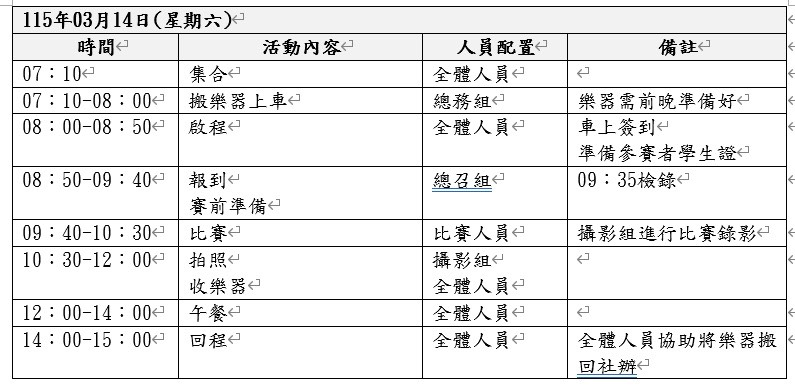 115年03月14日(星期六)
時間 活動內容 人員配置 備註
07：10 集合 全體人員
07：10-08：00 搬樂器上車 總務組 樂器需前晚準備好
08：00-08：50 啟程 全體人員 車上簽到
準備參賽者學生證
08：50-09：40 報到 總召組 09：35檢錄
賽前準備
09：40-10：30 比賽 比賽人員 攝影組進行比賽錄影
10：30-12：00 拍照 攝影組
收樂器 全體人員
12：00-14：00 午餐 全體人員
14：00-15：00 回程 全體人員 全體人員協助將樂器搬
回社辦